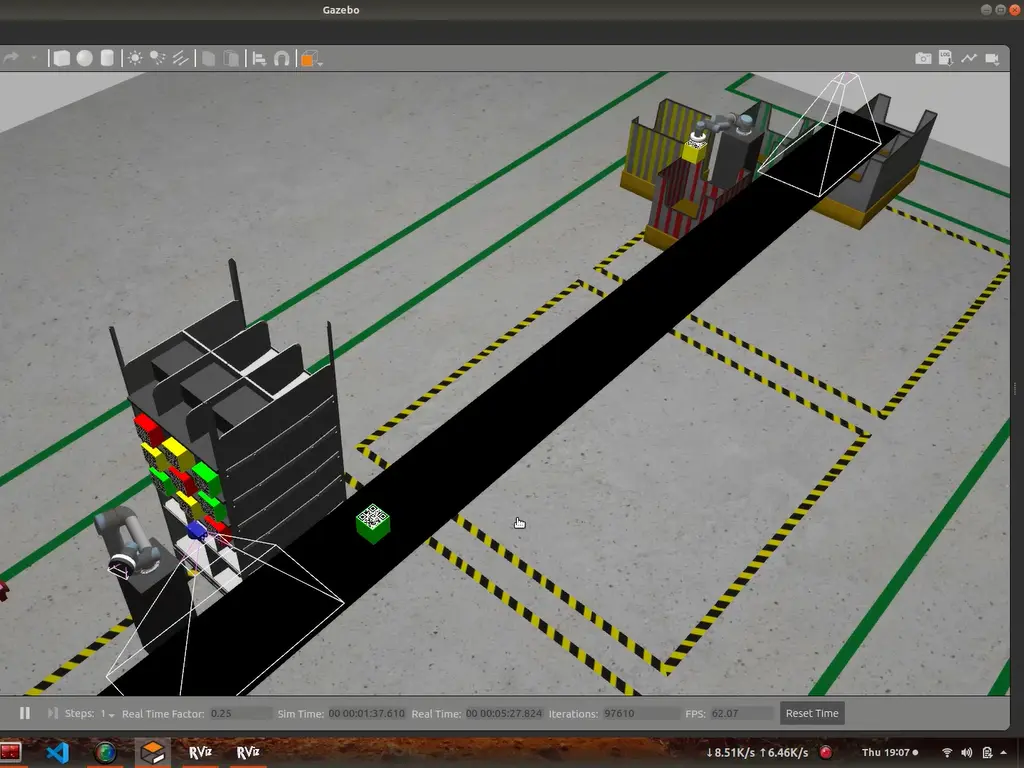 Gazebo
LOG
Steps: 1 Real Time Factor: 0.25 Sim Time: 00 00:01:37.610 Real Time: 00 00:05:27.824 Iterations: 97610 FPS: 62.07 Reset Time
RViz RViz ↓8.51K/s ↑6.46K/s Thu 19:07